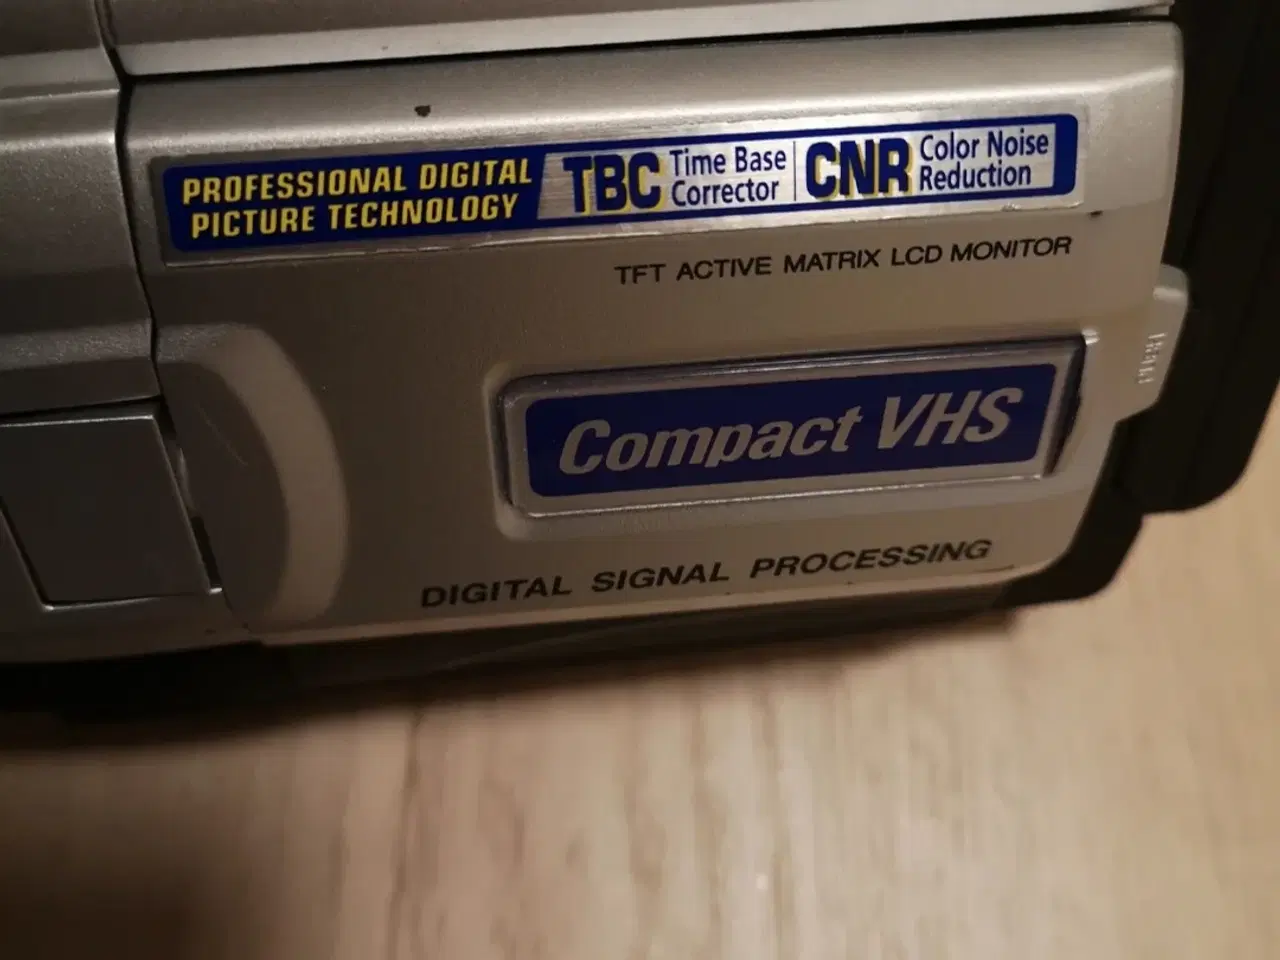 PROFESSIONAL DIGITAL
PICTURE TECHNOLOGY
TBC Time Base
Corrector
CNR Color Noise
Reduction
TFT ACTIVE MATRIX LCD MONITOR
Compact VHS
PUSH
DIGITAL SIGNAL PROCESSING